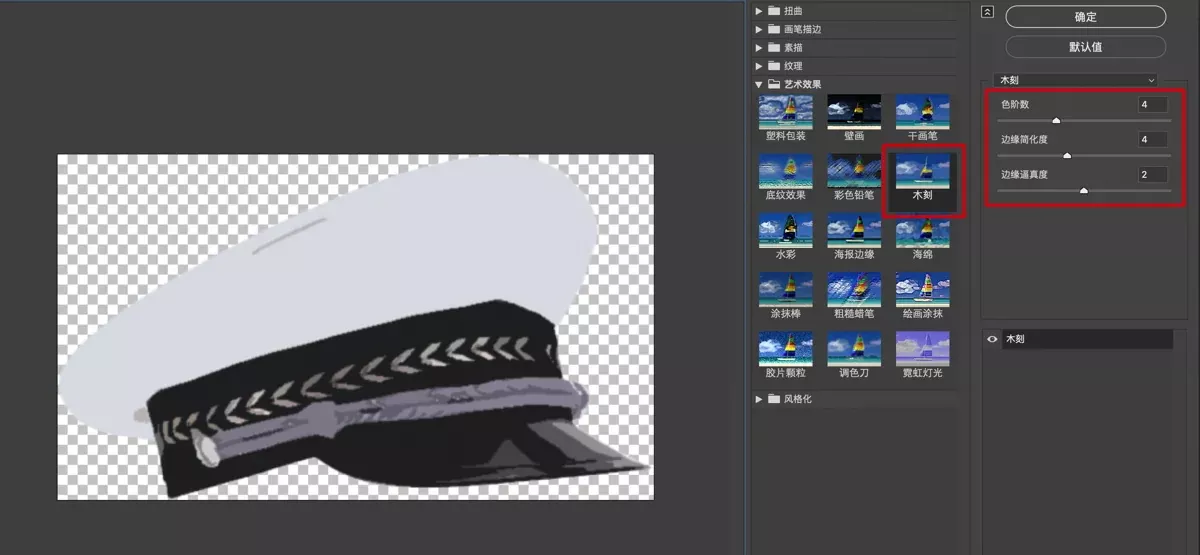 扭曲
画笔描边
素描
纹理
艺术效果
塑料包装
壁画
干画笔
底纹效果
彩色铅笔
木刻
水彩
海报边缘
海绵
涂抹棒
粗糙蜡笔
绘画涂抹
胶片颗粒
调色刀
霓虹灯光
风格化
确定
默认值
木刻
色阶数 4
边缘简化度 4
边缘逼真度 2
木刻